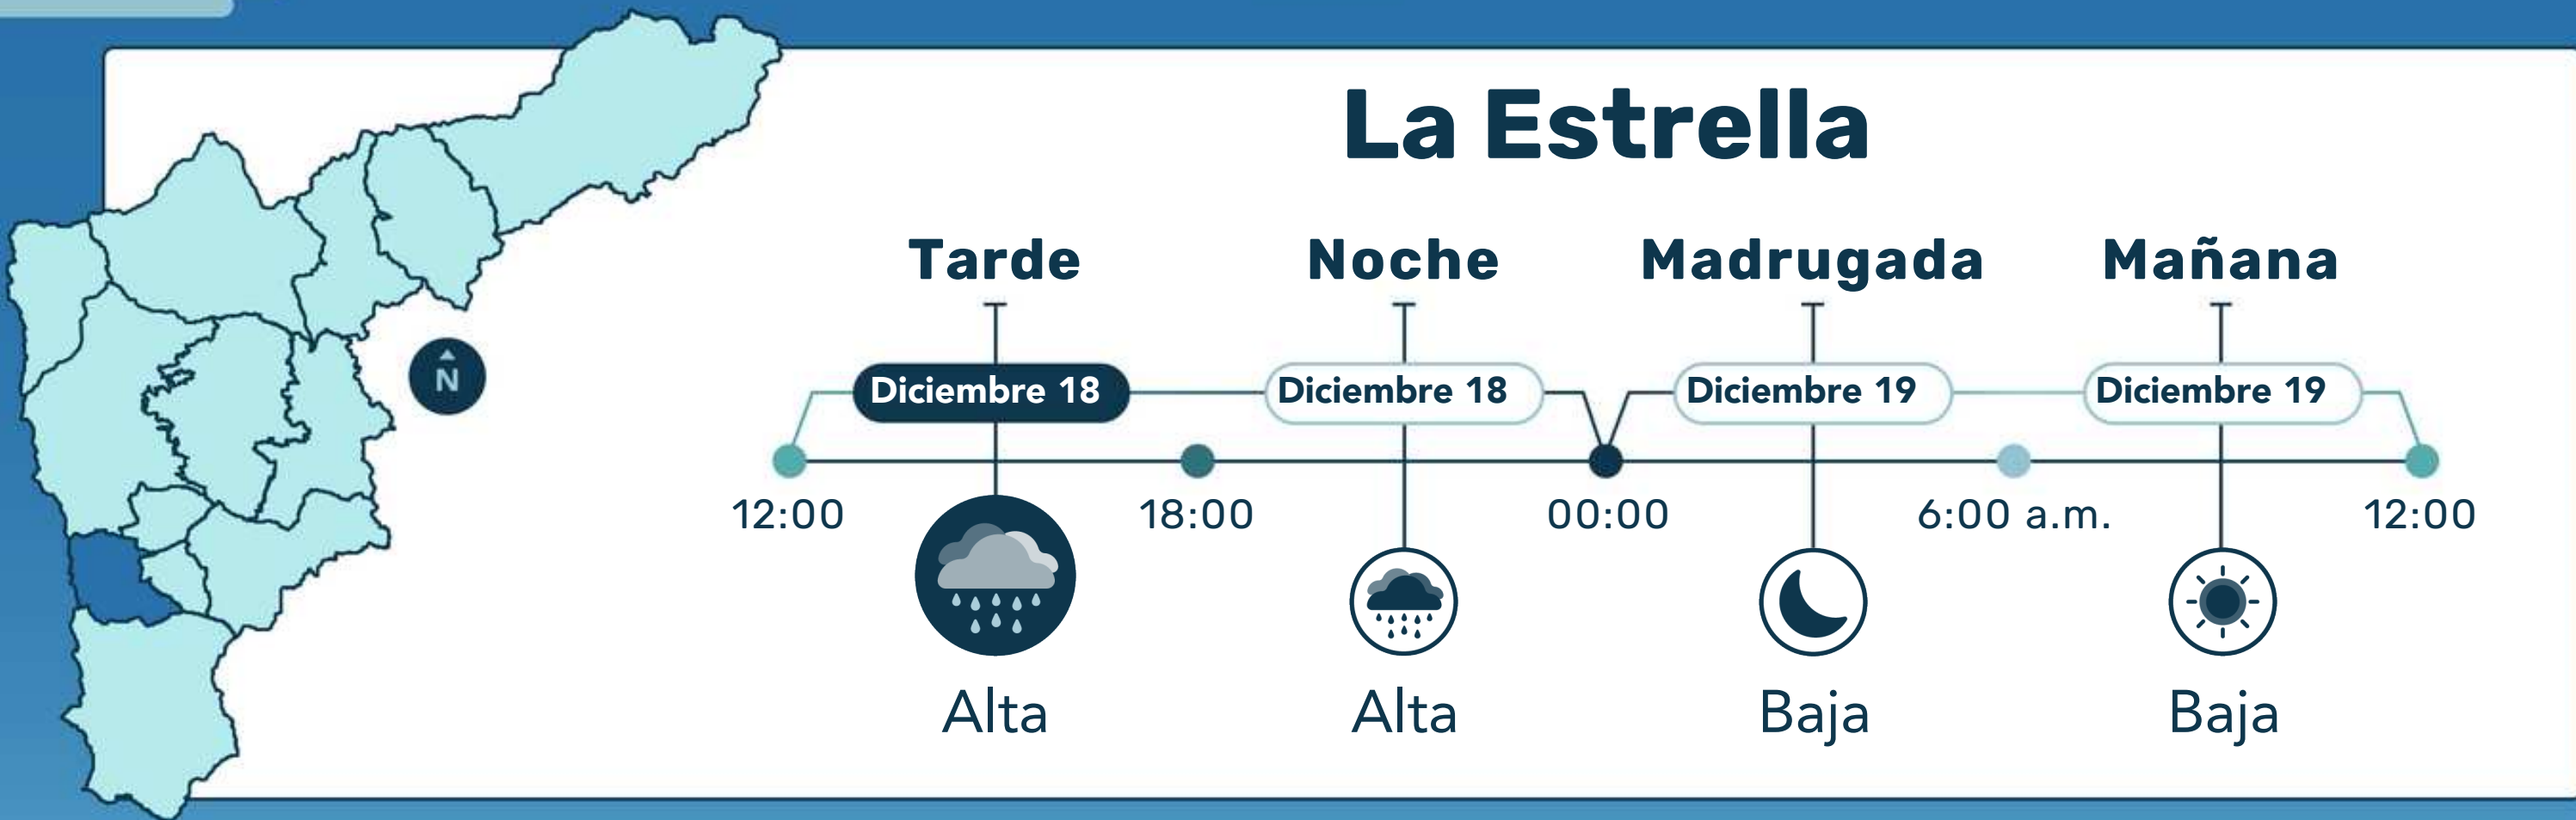 La Estrella
Tarde Noche Madrugada Mañana
N
Diciembre 18 Diciembre 18 Diciembre 19 Diciembre 19
12:00 18:00 00:00 6:00 a.m. 12:00
Alta Alta Baja Baja